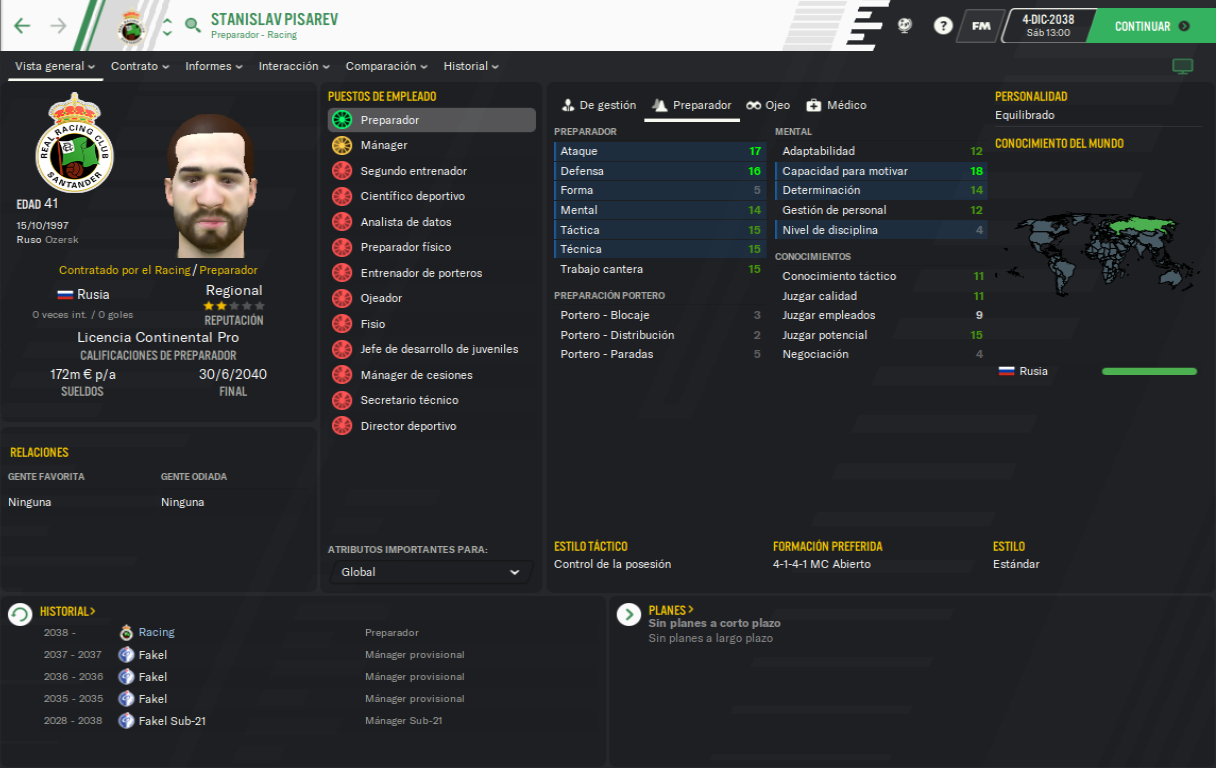 STANISLAV PISAREV
Preparador - Racing
?
FM
4-DIC-2038
Sáb 13:00
CONTINUAR
Vista general
Contrato
Informes
Interacción
Comparación
Historial
REAL RACING CLUB
SANTANDER
EDAD 41
15/10/1997
Ruso Ozersk
Contratado por el Racing / Preparador
Rusia
0 veces int. / 0 goles
Regional
REPUTACIÓN
Licencia Continental Pro
CALIFICACIONES DE PREPARADOR
172m € p/a
SUELDOS
30/6/2040
FINAL
RELACIONES
GENTE FAVORITA
GENTE ODIADA
Ninguna
Ninguna
PUESTOS DE EMPLEADO
Preparador
Mánager
Segundo entrenador
Científico deportivo
Analista de datos
Preparador físico
Entrenador de porteros
Ojeador
Fisio
Jefe de desarrollo de juveniles
Mánager de cesiones
Secretario técnico
Director deportivo
ATRIBUTOS IMPORTANTES PARA:
Global
De gestión
Preparador
Ojeo
Médico
PREPARADOR
Ataque 17
Defensa 16
Forma 5
Mental 14
Táctica 15
Técnica 15
Trabajo cantera 15
PREPARACIÓN PORTERO
Portero - Blocaje 3
Portero - Distribución 2
Portero - Paradas 5
MENTAL
Adaptabilidad 12
Capacidad para motivar 18
Determinación 14
Gestión de personal 12
Nivel de disciplina 4
CONOCIMIENTOS
Conocimiento táctico 11
Juzgar calidad 11
Juzgar empleados 9
Juzgar potencial 15
Negociación 4
PERSONALIDAD
Equilibrado
CONOCIMIENTO DEL MUNDO
Rusia
ESTILO TÁCTICO
Control de la posesión
FORMACIÓN PREFERIDA
4-1-4-1 MC Abierto
ESTILO
Estándar
HISTORIAL >
2038 - Racing Preparador
2037 - 2037 Fakel Mánager provisional
2036 - 2036 Fakel Mánager provisional
2035 - 2035 Fakel Mánager provisional
2028 - 2038 Fakel Sub-21 Mánager Sub-21
PLANES >
Sin planes a corto plazo
Sin planes a largo plazo